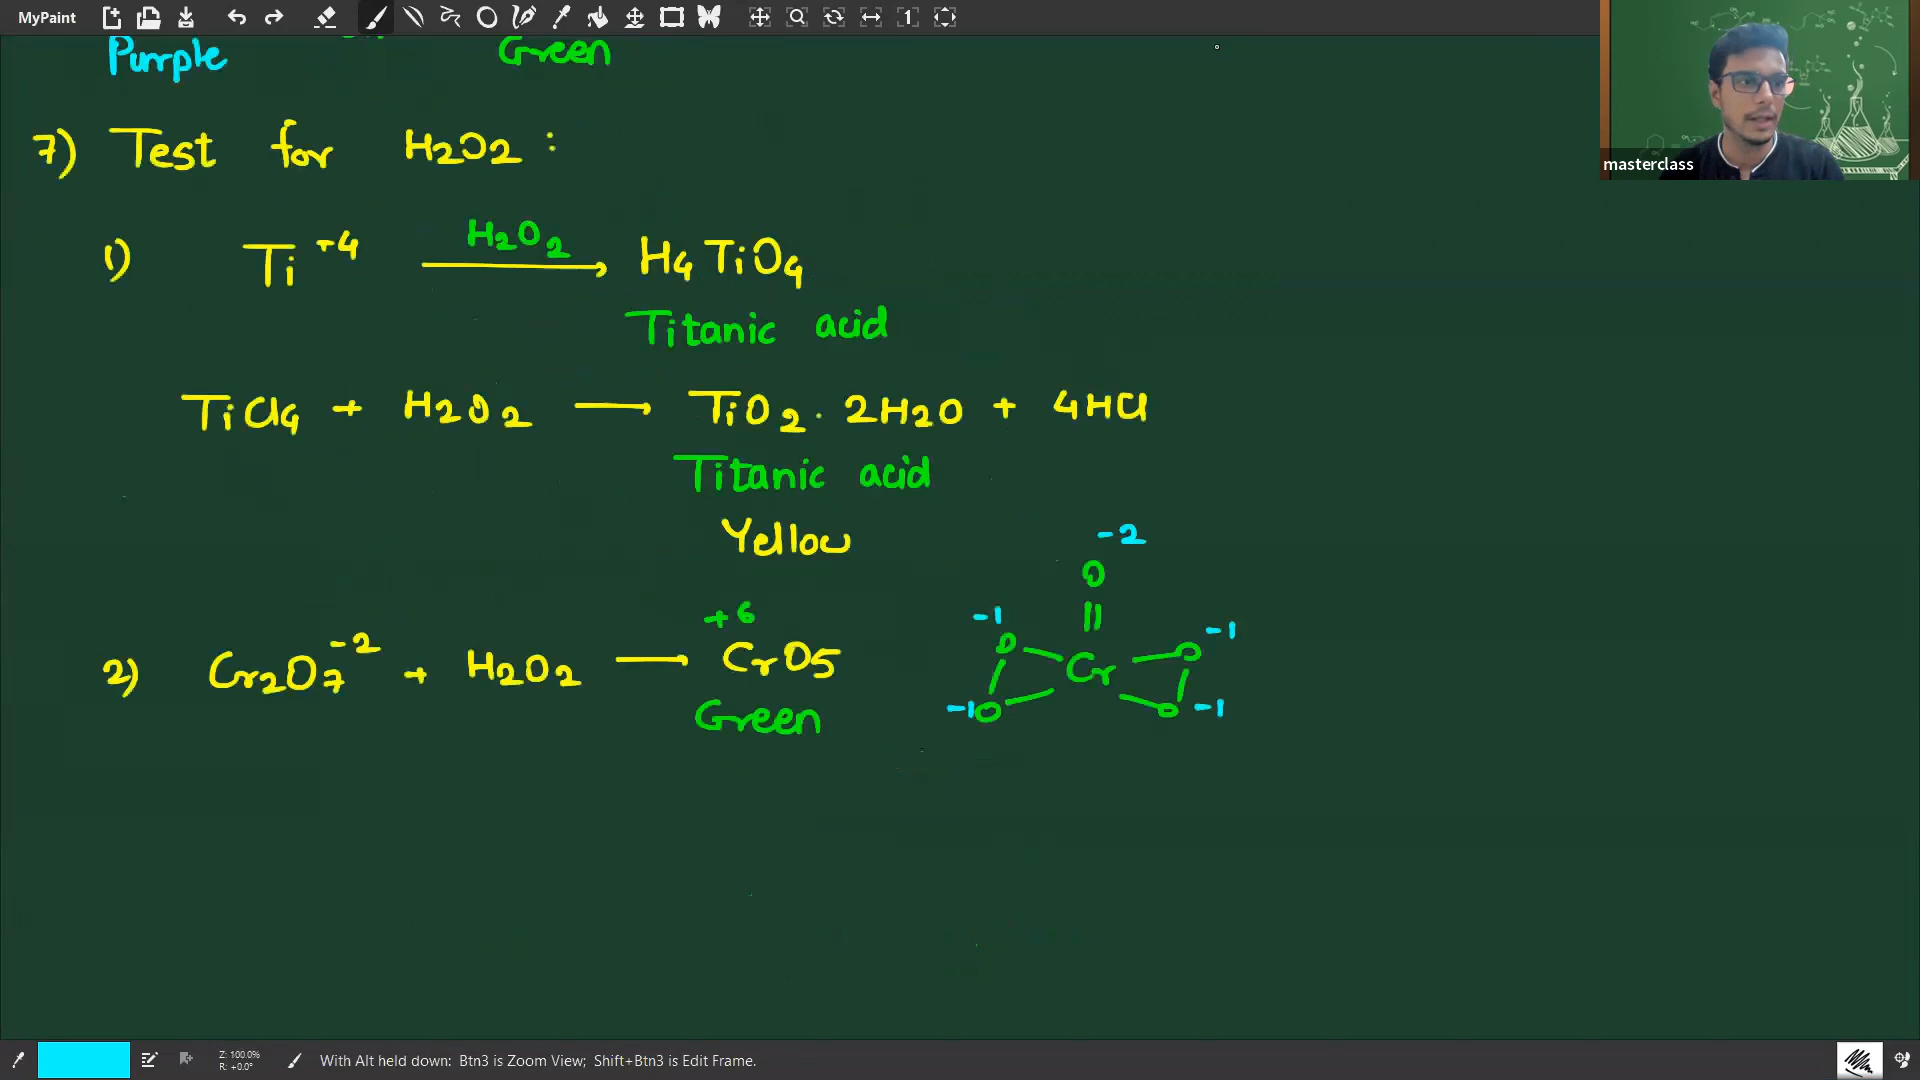 MyPaint
1
Purple Green
masterclass
7) Test for H2O2 :
1) Ti+4 H2O2 → H4TiO4
Titanic acid
TiCl4 + H2O2 → TiO2 . 2H2O + 4HCl
Titanic acid
Yellow
2) Cr2O7-2 + H2O2 → +6 CrO5
Green
-2
O
-1 O Cr O -1
-1 O O -1
Z: 100.0%
R: +0.0°
With Alt held down: Btn3 is Zoom View; Shift+Btn3 is Edit Frame.